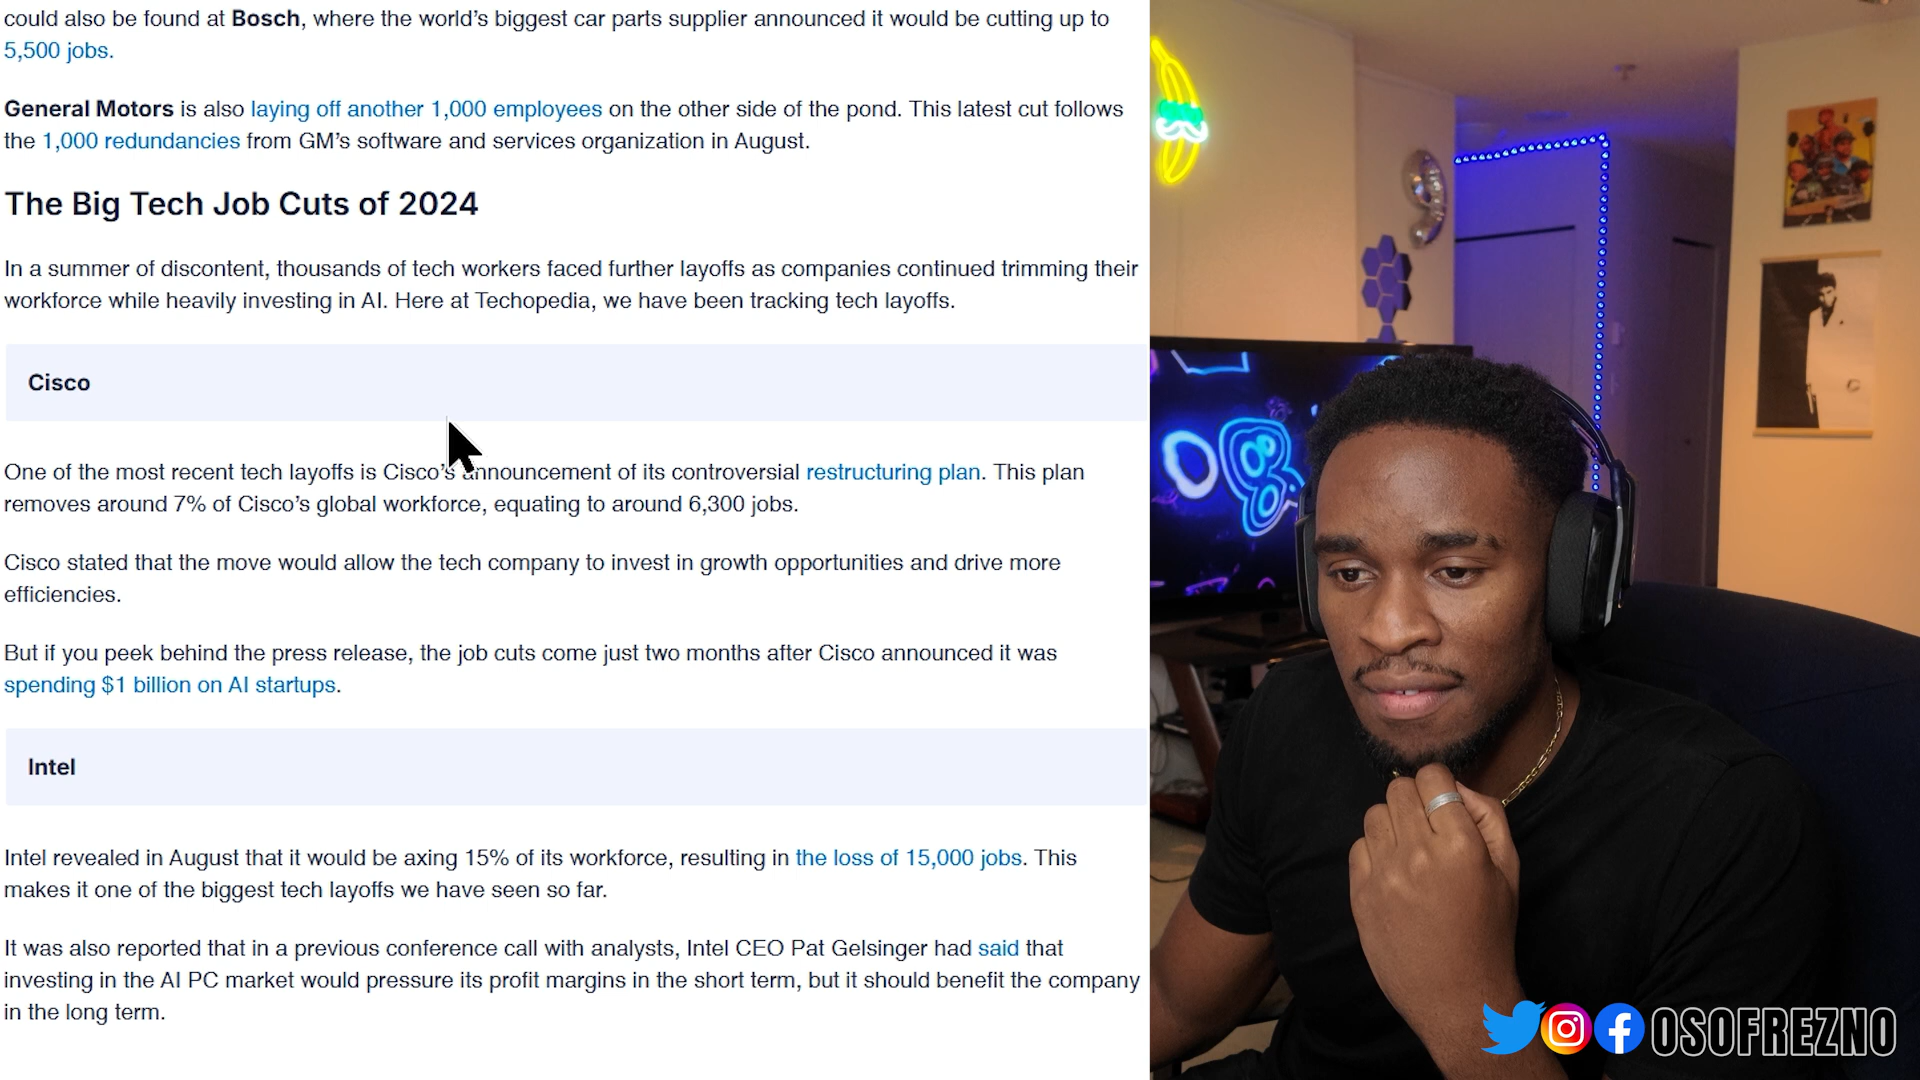 could also be found at Bosch, where the world’s biggest car parts supplier announced it would be cutting up to
5,500 jobs.
General Motors is also laying off another 1,000 employees on the other side of the pond. This latest cut follows
the 1,000 redundancies from GM’s software and services organization in August.
The Big Tech Job Cuts of 2024
In a summer of discontent, thousands of tech workers faced further layoffs as companies continued trimming their
workforce while heavily investing in AI. Here at Techopedia, we have been tracking tech layoffs.
Cisco
One of the most recent tech layoffs is Cisco’s announcement of its controversial restructuring plan. This plan
removes around 7% of Cisco’s global workforce, equating to around 6,300 jobs.
Cisco stated that the move would allow the tech company to invest in growth opportunities and drive more
efficiencies.
But if you peek behind the press release, the job cuts come just two months after Cisco announced it was
spending $1 billion on AI startups.
Intel
Intel revealed in August that it would be axing 15% of its workforce, resulting in the loss of 15,000 jobs. This
makes it one of the biggest tech layoffs we have seen so far.
It was also reported that in a previous conference call with analysts, Intel CEO Pat Gelsinger had said that
investing in the AI PC market would pressure its profit margins in the short term, but it should benefit the company
in the long term.
OSOFREZNO